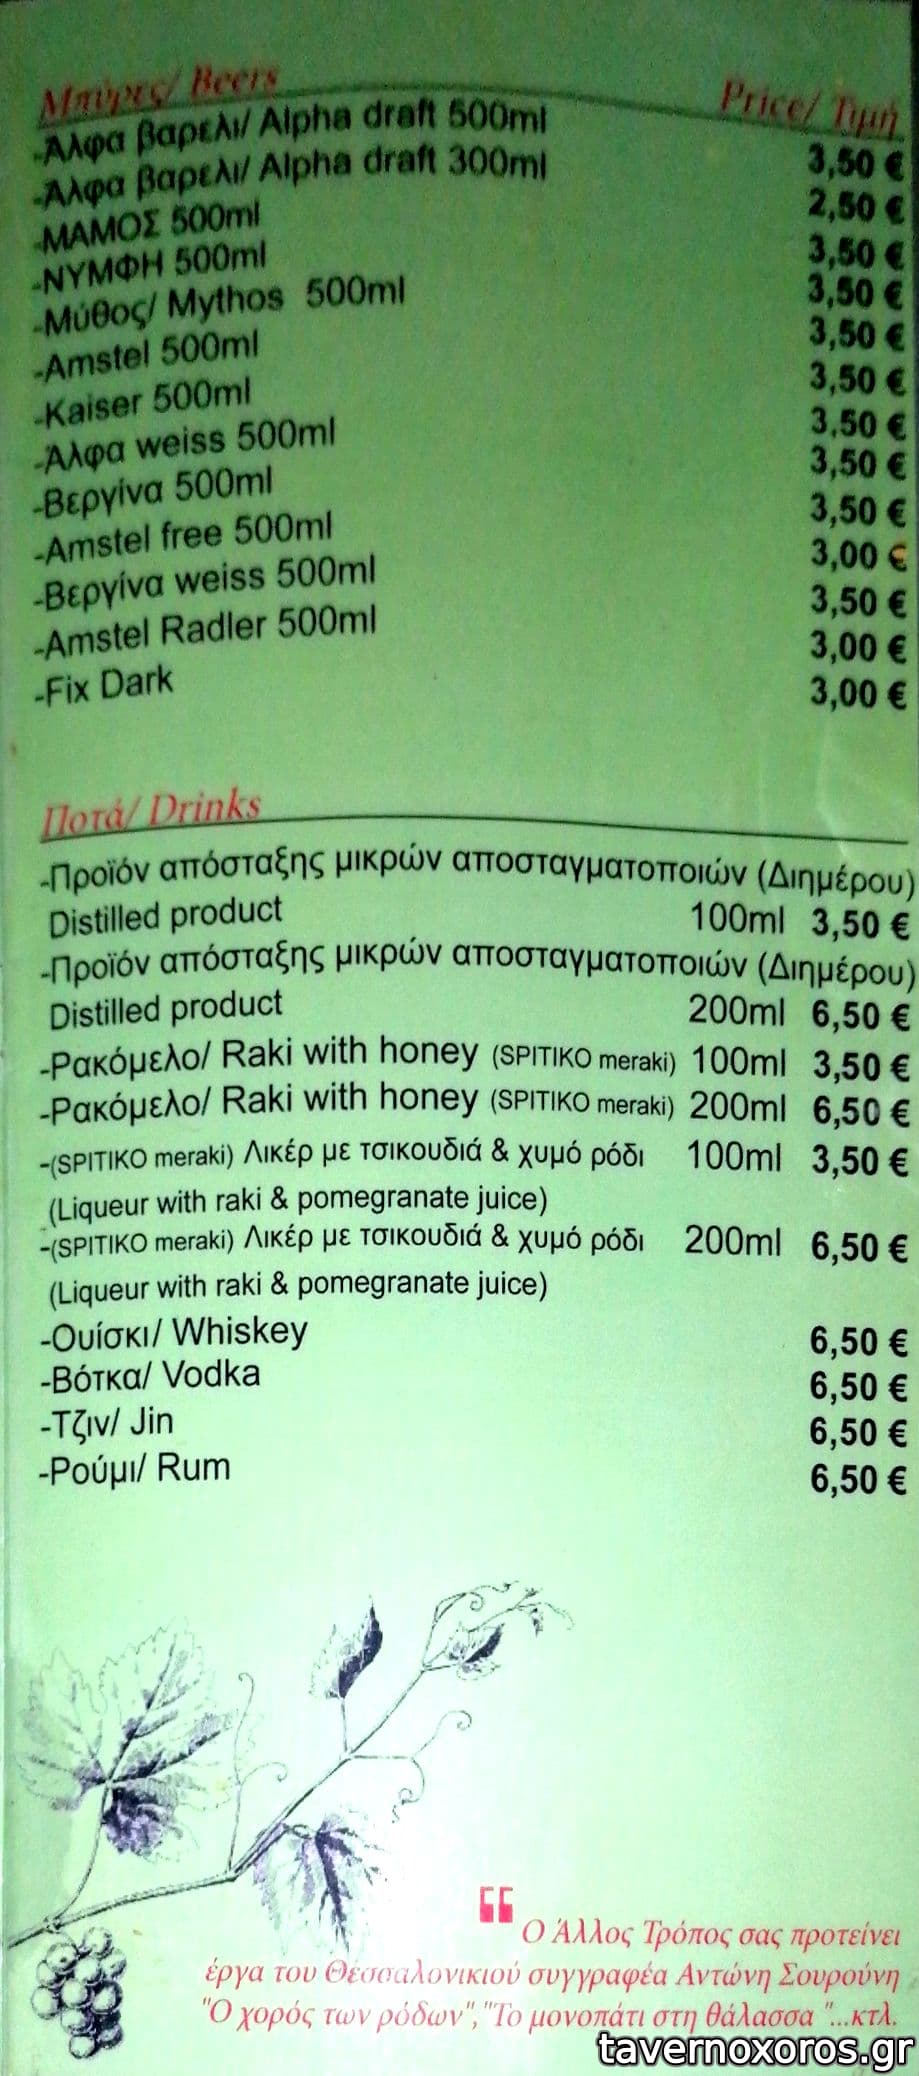 Μπύρες/ Beers Price/ Τιμή
-Άλφα βαρελι/ Alpha draft 500ml 3,50 €
-Άλφα βαρελι/ Alpha draft 300ml 2,50 €
-ΜΑΜΟΣ 500ml 3,50 €
-ΝΥΜΦΗ 500ml 3,50 €
-Μύθος/ Mythos 500ml 3,50 €
-Amstel 500ml 3,50 €
-Kaiser 500ml 3,50 €
-Άλφα weiss 500ml 3,50 €
-Βεργίνα 500ml 3,50 €
-Amstel free 500ml 3,00 €
-Βεργίνα weiss 500ml 3,50 €
-Amstel Radler 500ml 3,00 €
-Fix Dark 3,00 €
Ποτά/ Drinks
-Προϊόν απόσταξης μικρών αποσταγματοποιών (Διημέρου)
Distilled product 100ml 3,50 €
-Προϊόν απόσταξης μικρών αποσταγματοποιών (Διημέρου)
Distilled product 200ml 6,50 €
-Ρακόμελο/ Raki with honey (SPITIKO meraki) 100ml 3,50 €
-Ρακόμελο/ Raki with honey (SPITIKO meraki) 200ml 6,50 €
-(SPITIKO meraki) Λικέρ με τσικουδιά & χυμό ρόδι 100ml 3,50 €
(Liqueur with raki & pomegranate juice)
-(SPITIKO meraki) Λικέρ με τσικουδιά & χυμό ρόδι 200ml 6,50 €
(Liqueur with raki & pomegranate juice)
-Ουίσκι/ Whiskey 6,50 €
-Βότκα/ Vodka 6,50 €
-Τζιν/ Jin 6,50 €
-Ρούμι/ Rum 6,50 €
❝ Ο Άλλος Τρόπος σας προτείνει
έργα του Θεσσαλονικιού συγγραφέα Αντώνη Σουρούνη
"Ο χορός των ρόδων","Το μονοπάτι στη θάλασσα "...κτλ.
tavernoxoros.gr